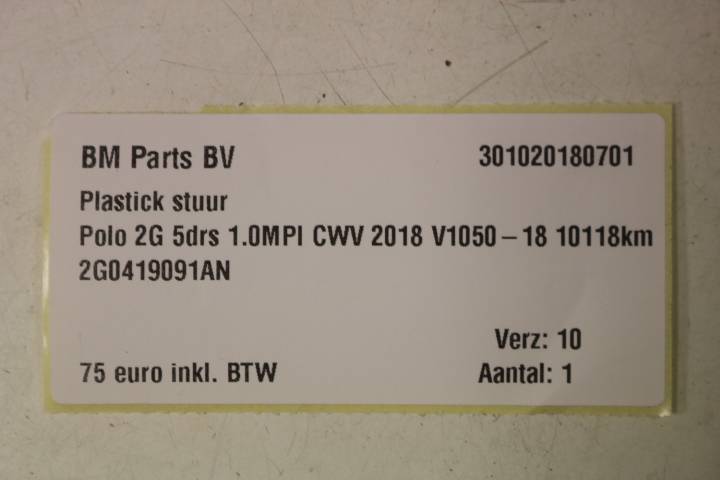 BM Parts BV 301020180701
Plastick stuur
Polo 2G 5drs 1.0MPI CWV 2018 V1050 – 18 10118km
2G0419091AN
Verz: 10
75 euro inkl. BTW Aantal: 1